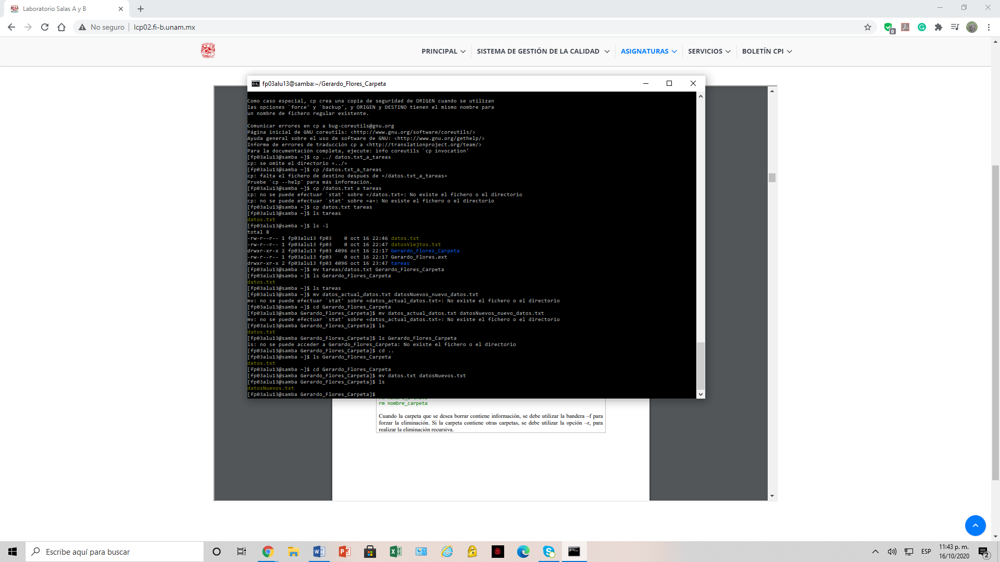 Laboratorio Salas A y B
No seguro
lcp02.fi-b.unam.mx
0
PRINCIPAL
SISTEMA DE GESTIÓN DE LA CALIDAD
ASIGNATURAS
SERVICIOS
BOLETÍN CPI
fp03alu13@samba:~/Gerardo_Flores_Carpeta
Como caso especial, cp crea una copia de seguridad de ORIGEN cuando se utilizan
las opciones `force' y `backup', y ORIGEN y DESTINO tienen el mismo nombre para
un nombre de fichero regular existente.
Comunicar errores en cp a bug-coreutils@gnu.org
Página inicial de GNU coreutils: <http://www.gnu.org/software/coreutils/>
Ayuda general sobre el uso de software de GNU: <http://www.gnu.org/gethelp/>
Informe de errores de traducción cp a <http://translationproject.org/team/>
Para la documentación completa, ejecute: info coreutils `cp invocation'
[fp03alu13@samba ~]$ cp ../ datos.txt_a_tareas
cp: se omite el directorio «../»
[fp03alu13@samba ~]$ cp /datos.txt_a_tareas
cp: falta el fichero de destino después de «/datos.txt_a_tareas»
Pruebe `cp --help' para más información.
[fp03alu13@samba ~]$ cp /datos.txt a tareas
cp: no se puede efectuar `stat' sobre «/datos.txt»: No existe el fichero o el directorio
cp: no se puede efectuar `stat' sobre «a»: No existe el fichero o el directorio
[fp03alu13@samba ~]$ cp datos.txt tareas
[fp03alu13@samba ~]$ ls tareas
datos.txt
[fp03alu13@samba ~]$ ls -l
total 8
-rw-r--r-- 1 fp03alu13 fp03    0 oct 16 22:46 datos.txt
-rw-r--r-- 1 fp03alu13 fp03    0 oct 16 22:47 datosViejtos.txt
drwxr-xr-x 2 fp03alu13 fp03 4096 oct 16 22:17 Gerardo_Flores_Carpeta
-rw-r--r-- 1 fp03alu13 fp03    0 oct 16 22:17 Gerardo_Flores.ext
drwxr-xr-x 2 fp03alu13 fp03 4096 oct 16 23:47 tareas
[fp03alu13@samba ~]$ mv tareas/datos.txt Gerardo_Flores_Carpeta
[fp03alu13@samba ~]$ ls Gerardo_Flores_Carpeta
datos.txt
[fp03alu13@samba ~]$ ls tareas
[fp03alu13@samba ~]$ mv datos_actual_datos.txt datosNuevos_nuevo_datos.txt
mv: no se puede efectuar `stat' sobre «datos_actual_datos.txt»: No existe el fichero o el directorio
[fp03alu13@samba ~]$ cd Gerardo_Flores_Carpeta
[fp03alu13@samba Gerardo_Flores_Carpeta]$ mv datos_actual_datos.txt datosNuevos_nuevo_datos.txt
mv: no se puede efectuar `stat' sobre «datos_actual_datos.txt»: No existe el fichero o el directorio
[fp03alu13@samba Gerardo_Flores_Carpeta]$ ls
datos.txt
[fp03alu13@samba Gerardo_Flores_Carpeta]$ ls Gerardo_Flores_Carpeta
ls: no se puede acceder a Gerardo_Flores_Carpeta: No existe el fichero o el directorio
[fp03alu13@samba Gerardo_Flores_Carpeta]$ cd ..
[fp03alu13@samba ~]$ ls Gerardo_Flores_Carpeta
datos.txt
[fp03alu13@samba ~]$ cd Gerardo_Flores_Carpeta
[fp03alu13@samba Gerardo_Flores_Carpeta]$ mv datos.txt datosNuevos.txt
[fp03alu13@samba Gerardo_Flores_Carpeta]$ ls
datosNuevos.txt
[fp03alu13@samba Gerardo_Flores_Carpeta]$
rm nombre_carpeta
Cuando la carpeta que se desea borrar contiene información, se debe utilizar la bandera –f para
forzar la eliminación. Si la carpeta contiene otras carpetas, se debe utilizar la opción –r, para
realizar la eliminación recursiva.
Escribe aquí para buscar
ESP
11:43 p. m.
16/10/2020
2